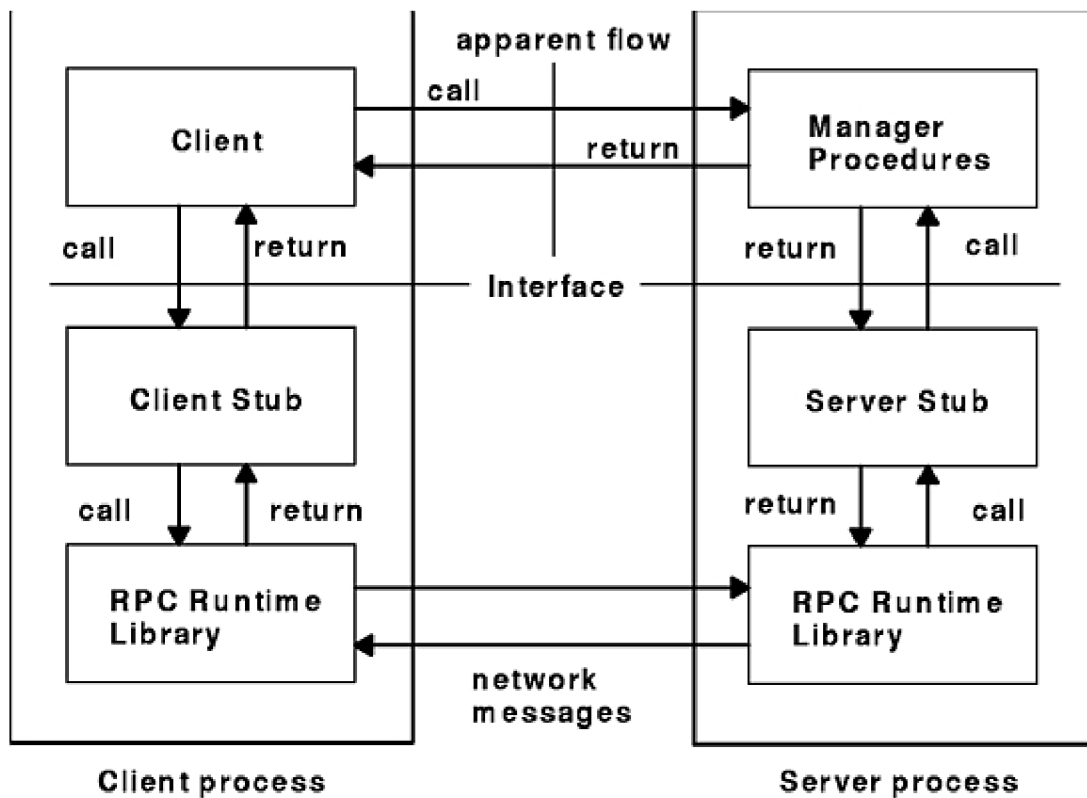 apparent flow
call
Client
Manager
Procedures
return
call
return
return
call
Interface
Client Stub
Server Stub
call
return
return
call
RPC Runtime
Library
RPC Runtime
Library
network
messages
Client process
Server process